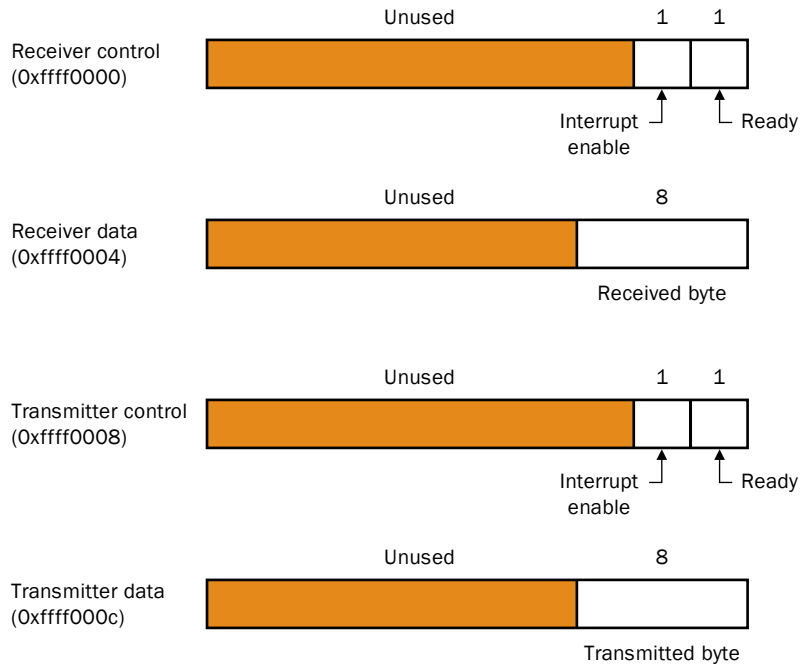 Unused 1 1
Receiver control
(0xffff0000)
Interrupt
enable
Ready
Unused 8
Receiver data
(0xffff0004)
Received byte
Unused 1 1
Transmitter control
(0xffff0008)
Interrupt
enable
Ready
Unused 8
Transmitter data
(0xffff000c)
Transmitted byte